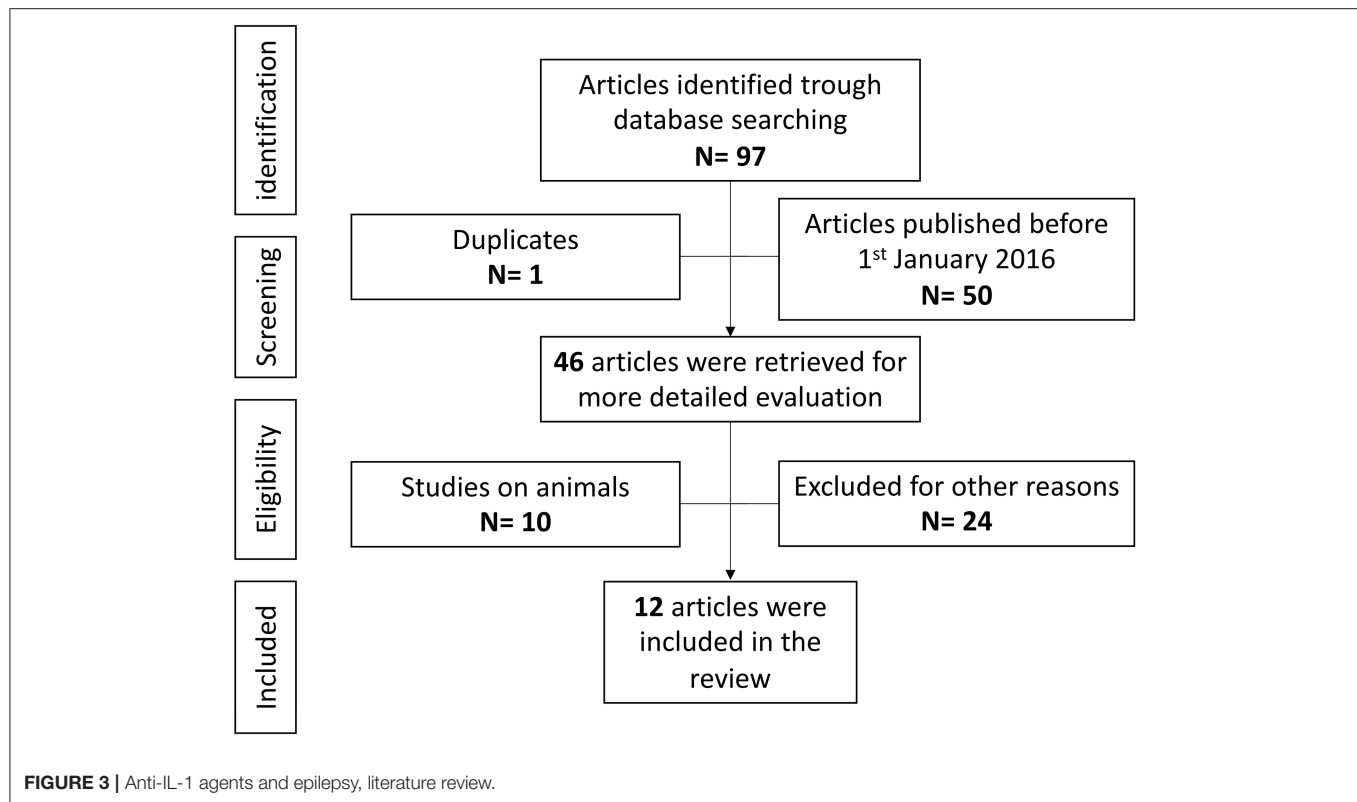 identification
Articles identified trough
database searching
N= 97
Duplicates
N= 1
Articles published before
1st January 2016
N= 50
Screening
46 articles were retrieved for
more detailed evaluation
Eligibility
Studies on animals
N= 10
Excluded for other reasons
N= 24
Included
12 articles were
included in the
review
FIGURE 3 | Anti-IL-1 agents and epilepsy, literature review.